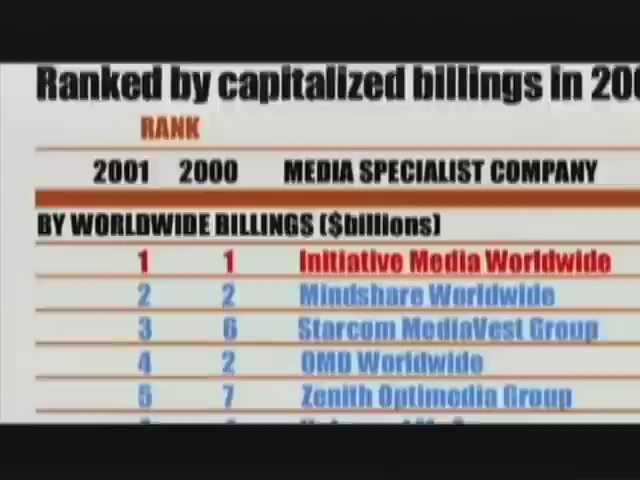 Ranked by capitalized billings in 200
RANK
2001 2000 MEDIA SPECIALIST COMPANY
BY WORLDWIDE BILLINGS ($billions)
1 1 Initiative Media Worldwide
2 2 Mindshare Worldwide
3 6 Starcom MediaVest Group
4 2 OMD Worldwide
5 7 Zenith Optimedia Group